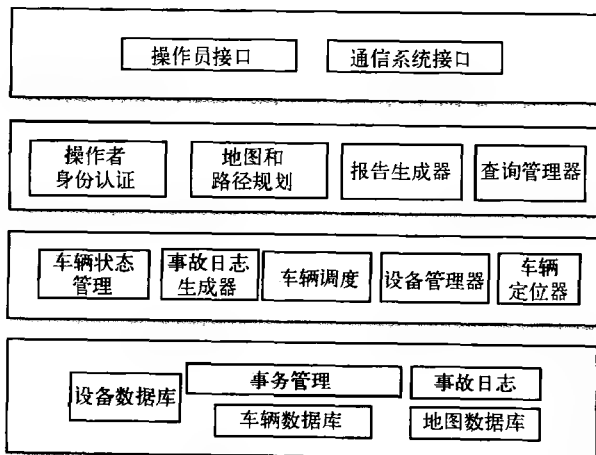 操作员接口 通信系统接口
操作者 地图和 报告生成器 查询管理器
身份认证 路径规划
车辆状态 事故日志 车辆调度 设备管理器 车辆
管理 生成器 定位器
设备数据库 事务管理 事故日志
车辆数据库 地图数据库